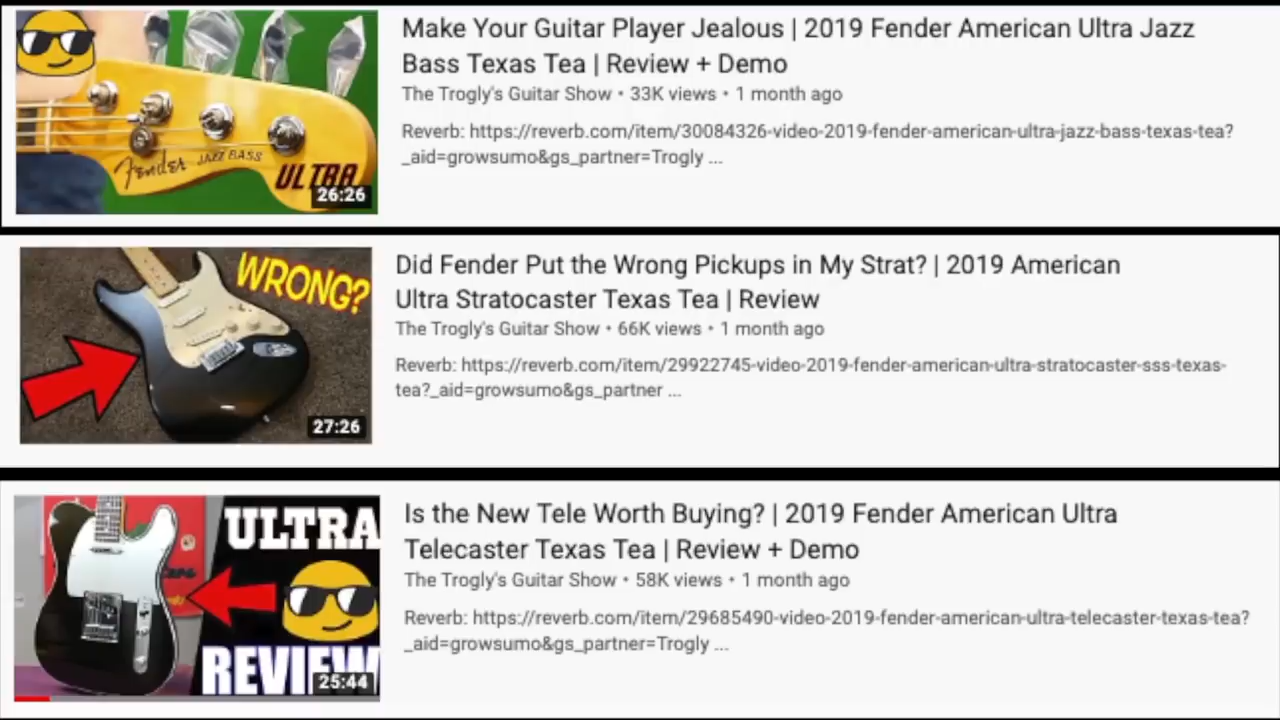 Make Your Guitar Player Jealous | 2019 Fender American Ultra Jazz
Bass Texas Tea | Review + Demo
The Trogly's Guitar Show • 33K views • 1 month ago
Reverb: https://reverb.com/item/30084326-video-2019-fender-american-ultra-jazz-bass-texas-tea?
_aid=growsumo&gs_partner=Trogly ...
Fender JAZZ BASS
ULTRA
26:26
Did Fender Put the Wrong Pickups in My Strat? | 2019 American
Ultra Stratocaster Texas Tea | Review
The Trogly's Guitar Show • 66K views • 1 month ago
Reverb: https://reverb.com/item/29922745-video-2019-fender-american-ultra-stratocaster-sss-texas-
tea?_aid=growsumo&gs_partner ...
WRONG?
27:26
Is the New Tele Worth Buying? | 2019 Fender American Ultra
Telecaster Texas Tea | Review + Demo
The Trogly's Guitar Show • 58K views • 1 month ago
Reverb: https://reverb.com/item/29685490-video-2019-fender-american-ultra-telecaster-texas-tea?
_aid=growsumo&gs_partner=Trogly ...
ULTRA
REVIEW
25:44